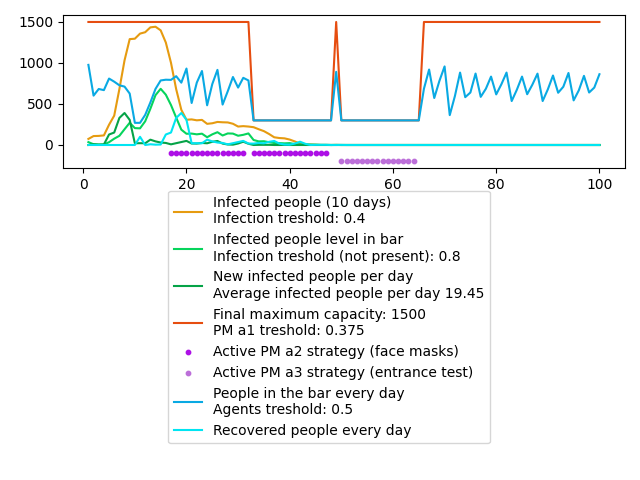 1500
1000
500
0
0
20
40
60
80
100
Infected people (10 days)
Infection treshold: 0.4
Infected people level in bar
Infection treshold (not present): 0.8
New infected people per day
Average infected people per day 19.45
Final maximum capacity: 1500
PM a1 treshold: 0.375
Active PM a2 strategy (face masks)
Active PM a3 strategy (entrance test)
People in the bar every day
Agents treshold: 0.5
Recovered people every day